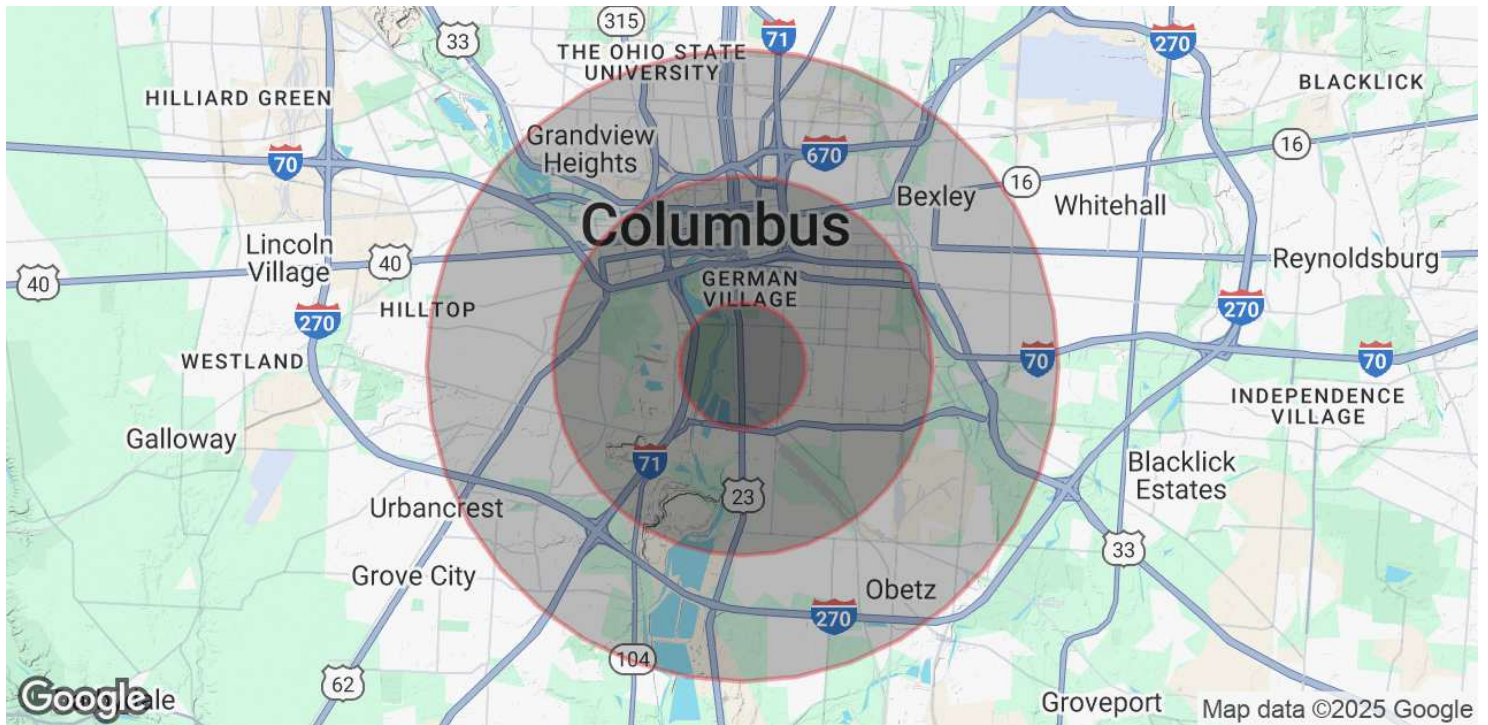 315
33
71
270
THE OHIO STATE
UNIVERSITY
BLACKLICK
HILLIARD GREEN
Grandview
Heights
70
670
16
16
Bexley
Whitehall
Columbus
Lincoln
Village
40
40
Reynoldsburg
GERMAN
VILLAGE
HILLTOP
270
270
WESTLAND
70
70
INDEPENDENCE
VILLAGE
Galloway
71
Blacklick
Estates
23
Urbancrest
33
Grove City
Obetz
270
104
62
Google
Groveport
Map data ©2025 Google